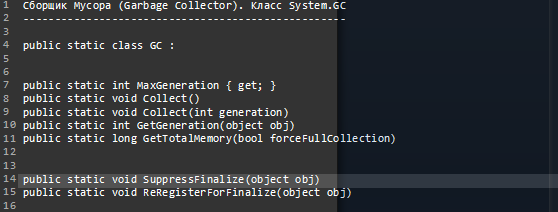 1 Сборщик Мусора (Garbage Collector). Класс System.GC
2 --------------------------------------------------
3
4 public static class GC :
5
6
7 public static int MaxGeneration { get; }
8 public static void Collect()
9 public static void Collect(int generation)
10 public static int GetGeneration(object obj)
11 public static long GetTotalMemory(bool forceFullCollection)
12
13
14 public static void SuppressFinalize(object obj)
15 public static void ReRegisterForFinalize(object obj)
16